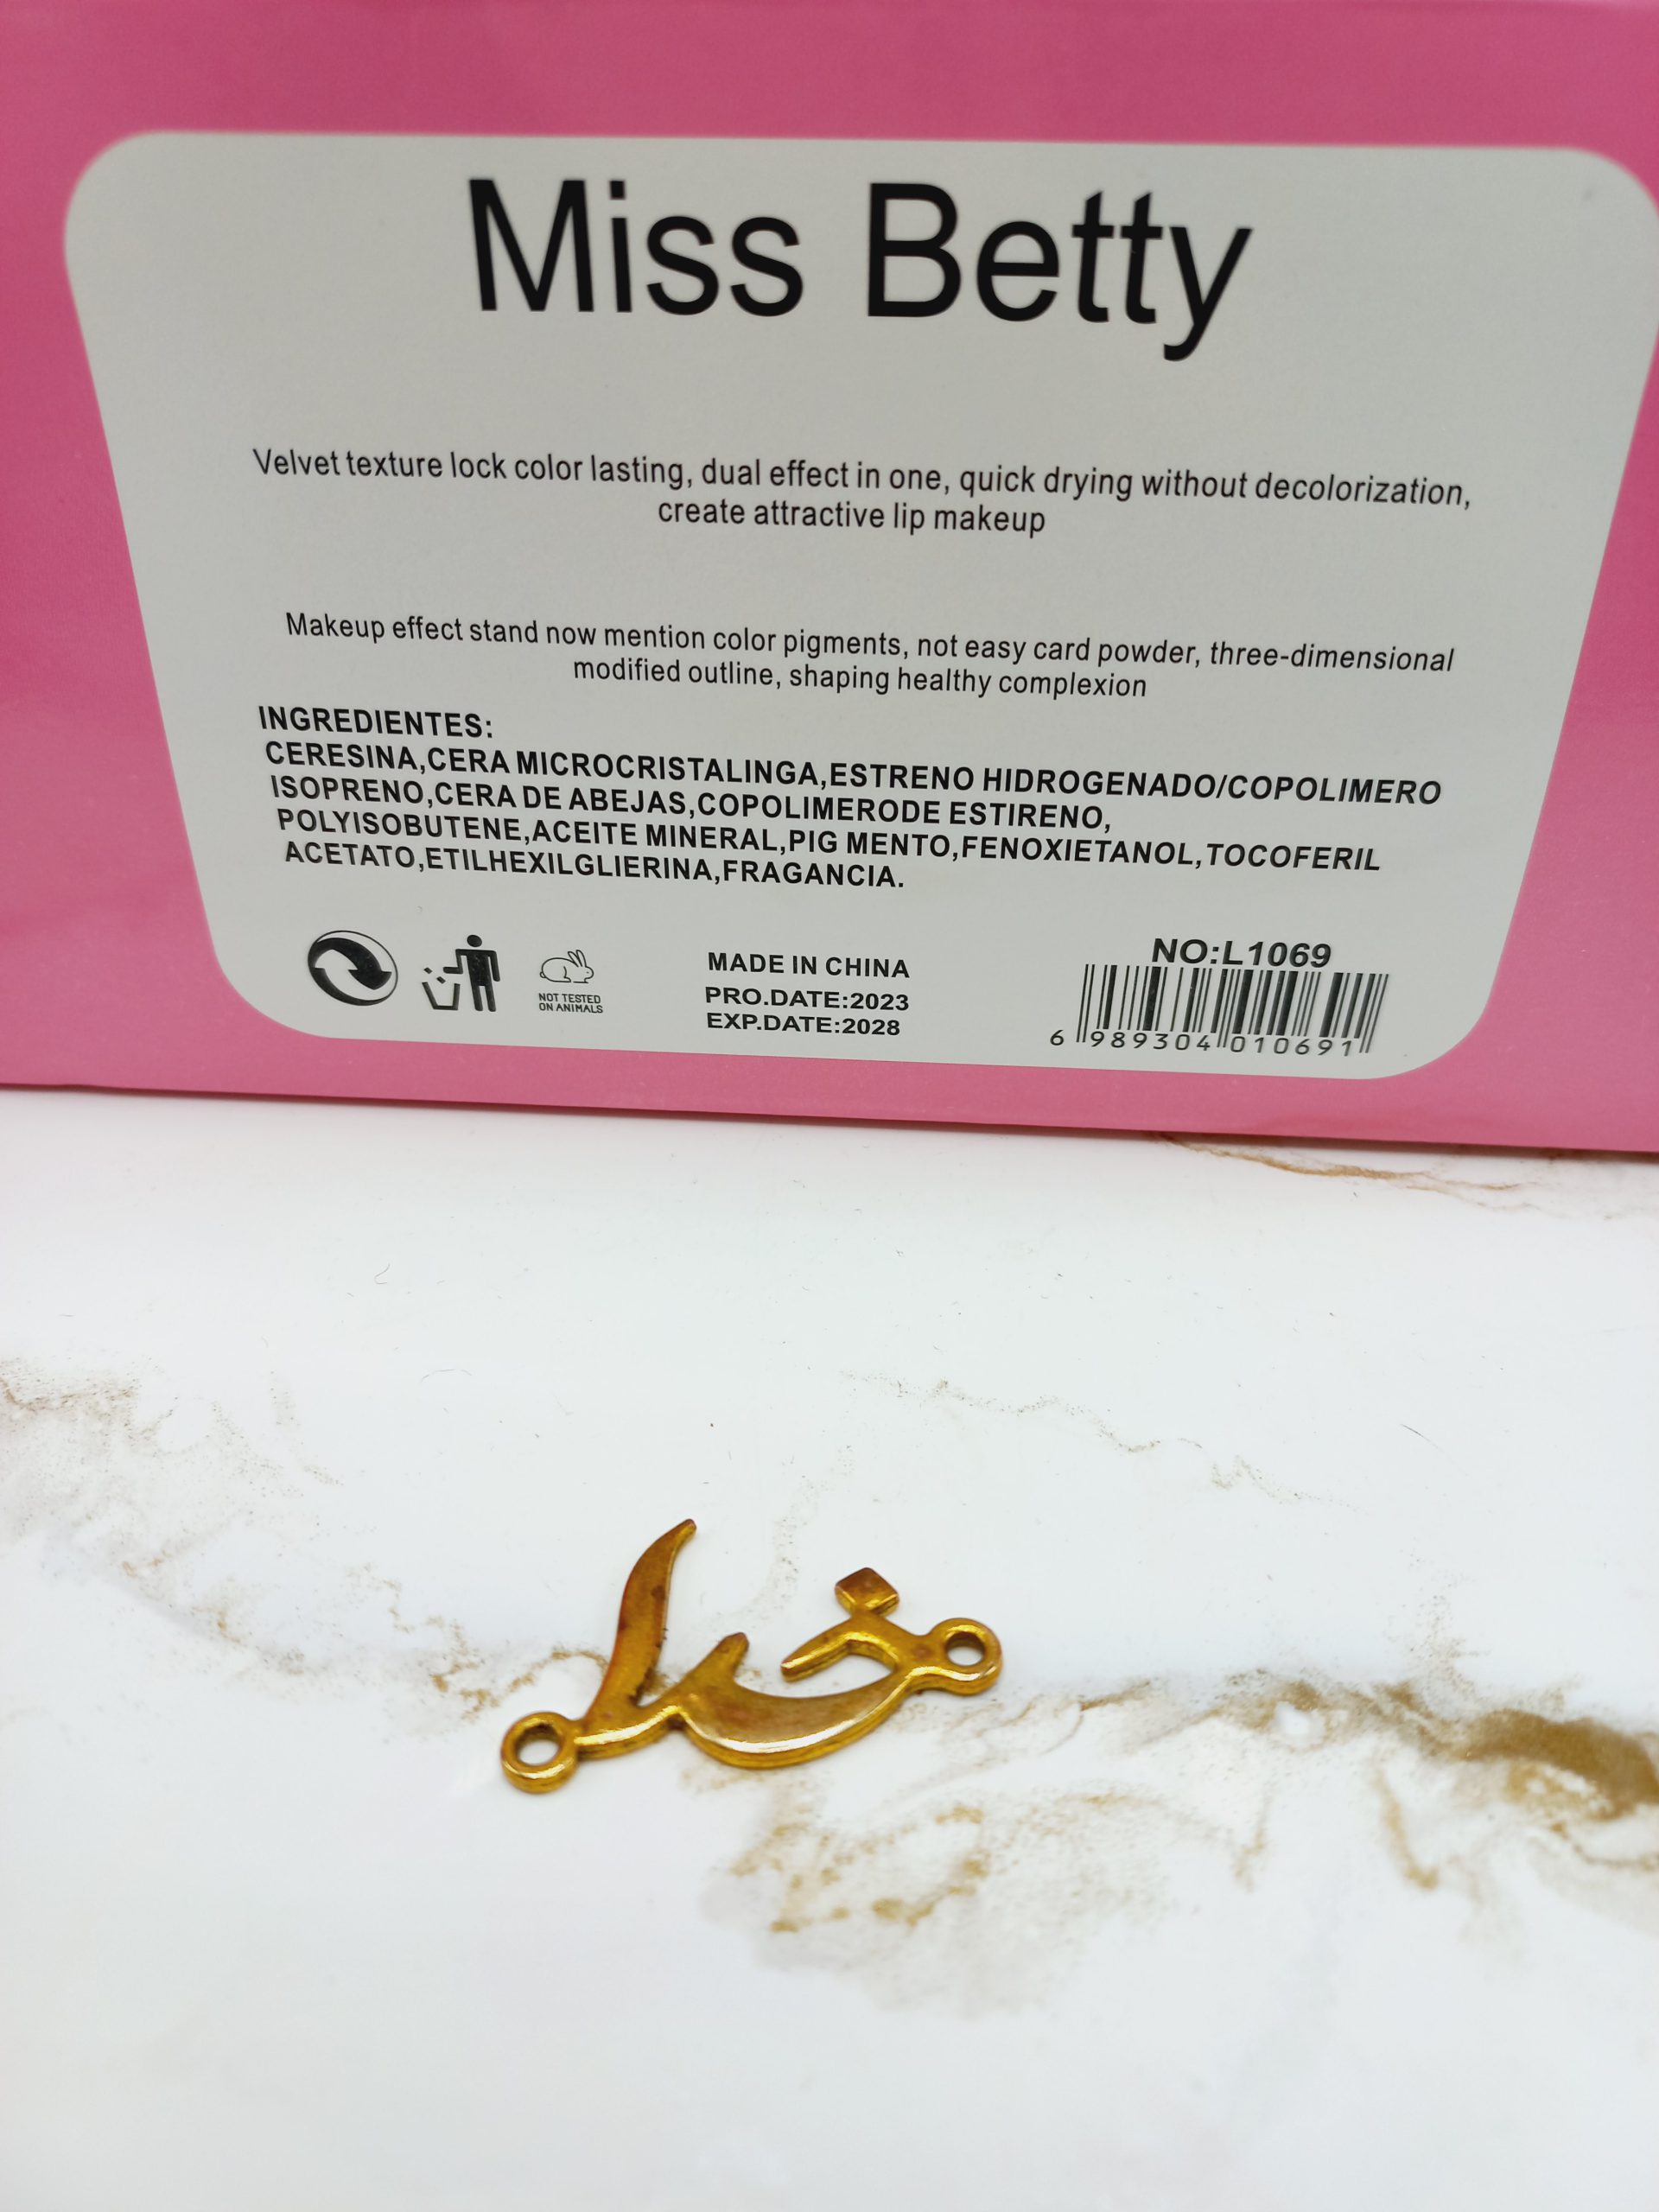 Miss Betty
Velvet texture lock color lasting, dual effect in one, quick drying without decolorization,
create attractive lip makeup
Makeup effect stand now mention color pigments, not easy card powder, three-dimensional
modified outline, shaping healthy complexion
INGREDIENTES:
CERESINA,CERA MICROCRISTALINGA,ESTRENO HIDROGENADO/COPOLIMERO
ISOPRENO,CERA DE ABEJAS,COPOLIMERODE ESTIRENO,
POLYISOBUTENE,ACEITE MINERAL,PIG MENTO,FENOXIETANOL,TOCOFERIL
ACETATO,ETILHEXILGLIERINA,FRAGANCIA.
NOT TESTED
ON ANIMALS
MADE IN CHINA
PRO.DATE:2023
EXP.DATE:2028
NO:L1069
6 989304 010691
خدا